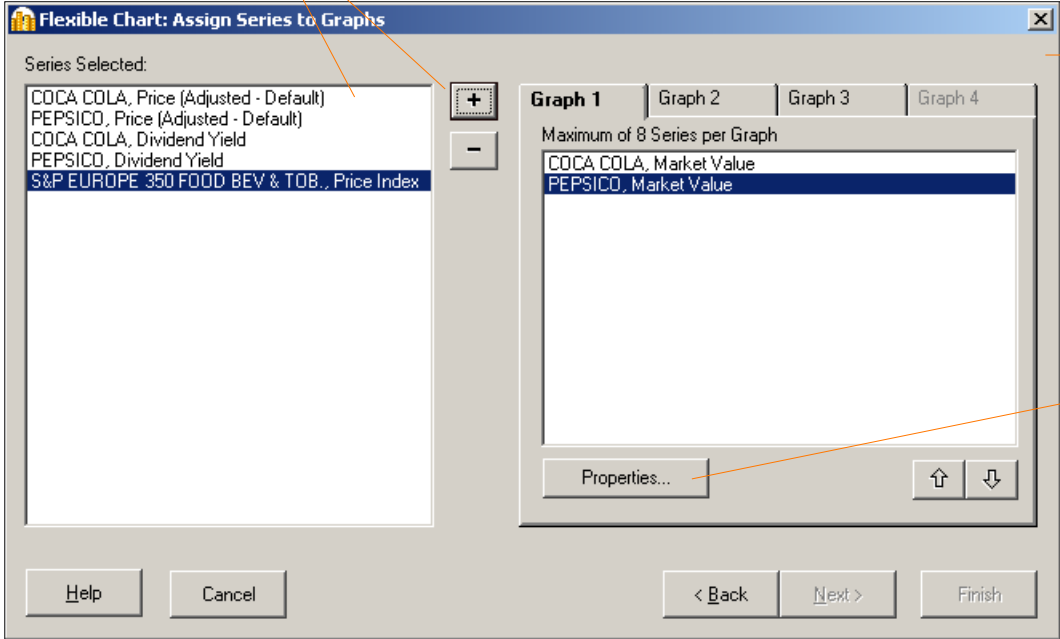 Flexible Chart: Assign Series to Graphs
Series Selected:
COCA COLA, Price (Adjusted - Default)
PEPSICO, Price (Adjusted - Default)
COCA COLA, Dividend Yield
PEPSICO, Dividend Yield
S&P EUROPE 350 FOOD BEV & TOB., Price Index
+
-
Graph 1
Graph 2
Graph 3
Graph 4
Maximum of 8 Series per Graph
COCA COLA, Market Value
PEPSICO, Market Value
Properties...
Help
Cancel
< Back
Next >
Finish